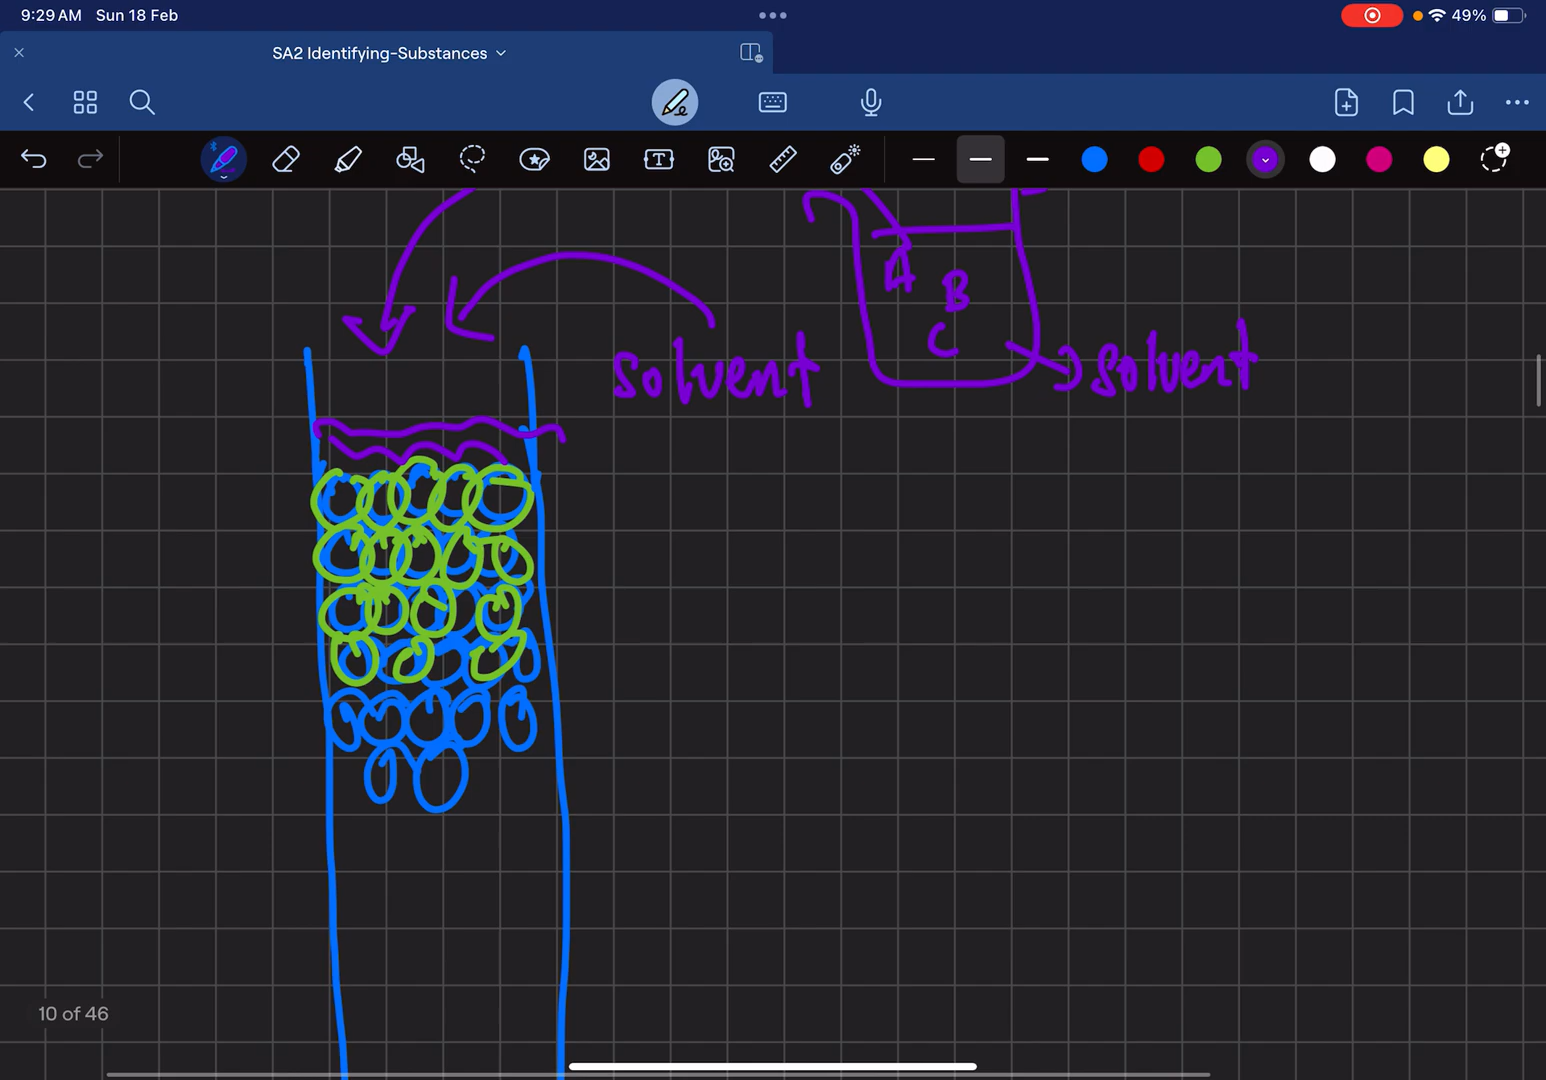 9:29 AM Sun 18 Feb
49%
SA2 Identifying-Substances
T
A
B
C
solvent
solvent
10 of 46